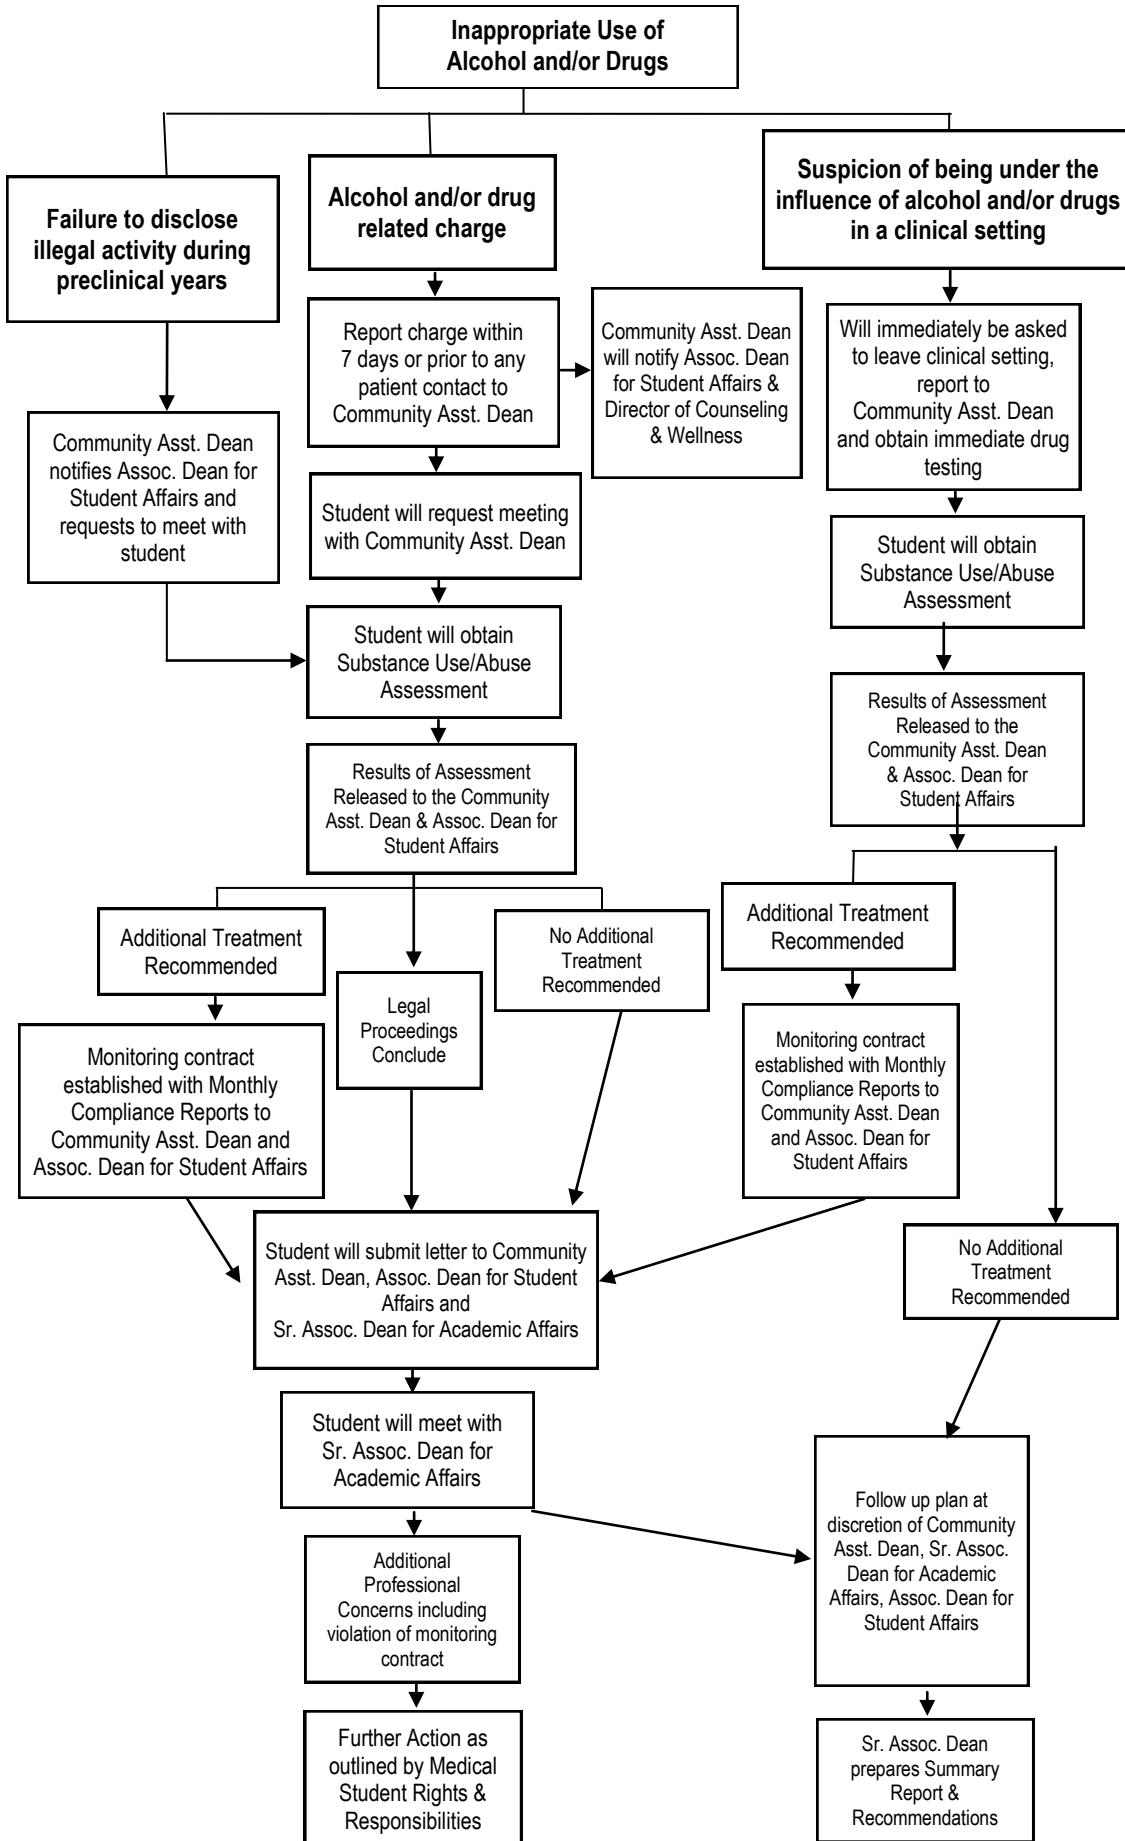 Inappropriate Use of
Alcohol and/or Drugs
Failure to disclose
illegal activity during
preclinical years
Alcohol and/or drug
related charge
Suspicion of being under the
influence of alcohol and/or drugs
in a clinical setting
Report charge within
7 days or prior to any
patient contact to
Community Asst. Dean
Community Asst. Dean
will notify Assoc. Dean
for Student Affairs &
Director of Counseling
& Wellness
Will immediately be asked
to leave clinical setting,
report to
Community Asst. Dean
and obtain immediate drug
testing
Community Asst. Dean
notifies Assoc. Dean for
Student Affairs and
requests to meet with
student
Student will request meeting
with Community Asst. Dean
Student will obtain
Substance Use/Abuse
Assessment
Student will obtain
Substance Use/Abuse
Assessment
Results of Assessment
Released to the
Community Asst. Dean
& Assoc. Dean for
Student Affairs
Results of Assessment
Released to the Community
Asst. Dean & Assoc. Dean for
Student Affairs
Additional Treatment
Recommended
Legal
Proceedings
Conclude
No Additional
Treatment
Recommended
Additional Treatment
Recommended
Monitoring contract
established with Monthly
Compliance Reports to
Community Asst. Dean and
Assoc. Dean for Student Affairs
Monitoring contract
established with Monthly
Compliance Reports to
Community Asst. Dean
and Assoc. Dean for
Student Affairs
Student will submit letter to Community
Asst. Dean, Assoc. Dean for Student
Affairs and
Sr. Assoc. Dean for Academic Affairs
No Additional
Treatment
Recommended
Student will meet with
Sr. Assoc. Dean for
Academic Affairs
Follow up plan at
discretion of Community
Asst. Dean, Sr. Assoc.
Dean for Academic
Affairs, Assoc. Dean for
Student Affairs
Additional
Professional
Concerns including
violation of monitoring
contract
Further Action as
outlined by Medical
Student Rights &
Responsibilities
Sr. Assoc. Dean
prepares Summary
Report &
Recommendations